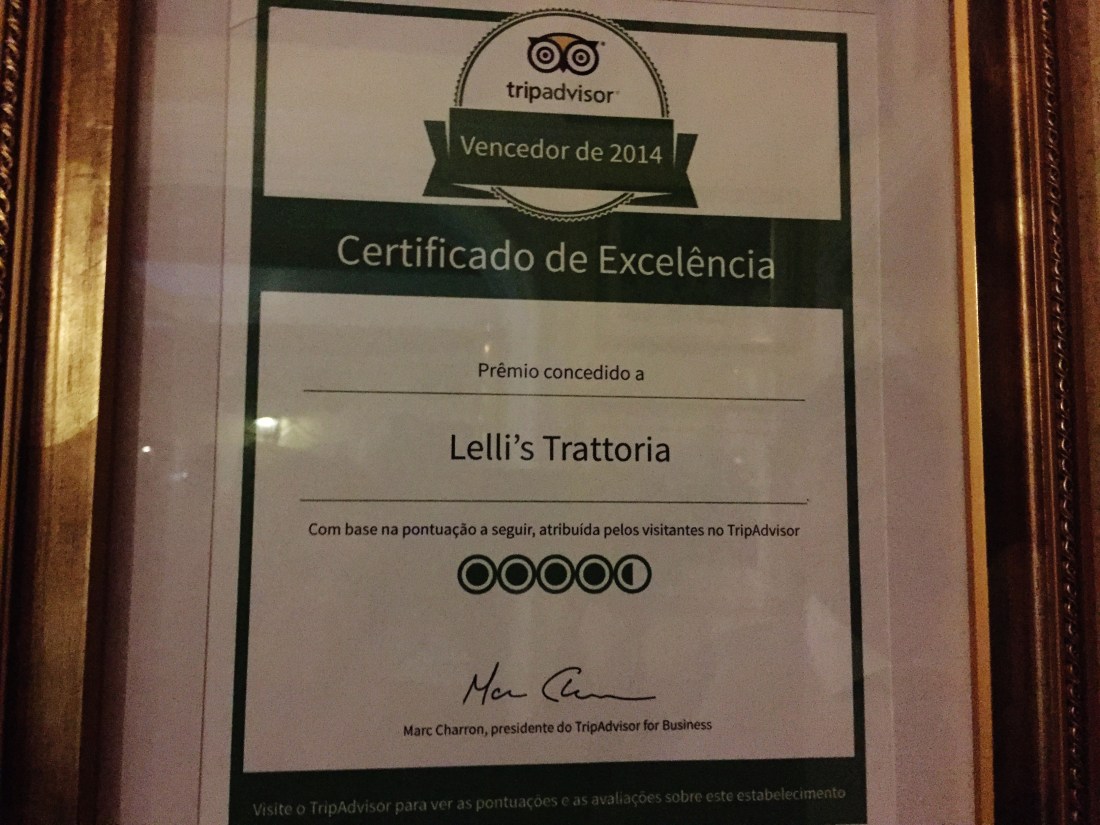 tripadvisor
Vencedor de 2014
Certificado de Excelência
Prêmio concedido a
Lelli's Trattoria
Com base na pontuação a seguir, atribuída pelos visitantes no TripAdvisor
Marc Charron, presidente do TripAdvisor for Business
Visite o TripAdvisor para ver as pontuações e as avaliações sobre este estabelecimento